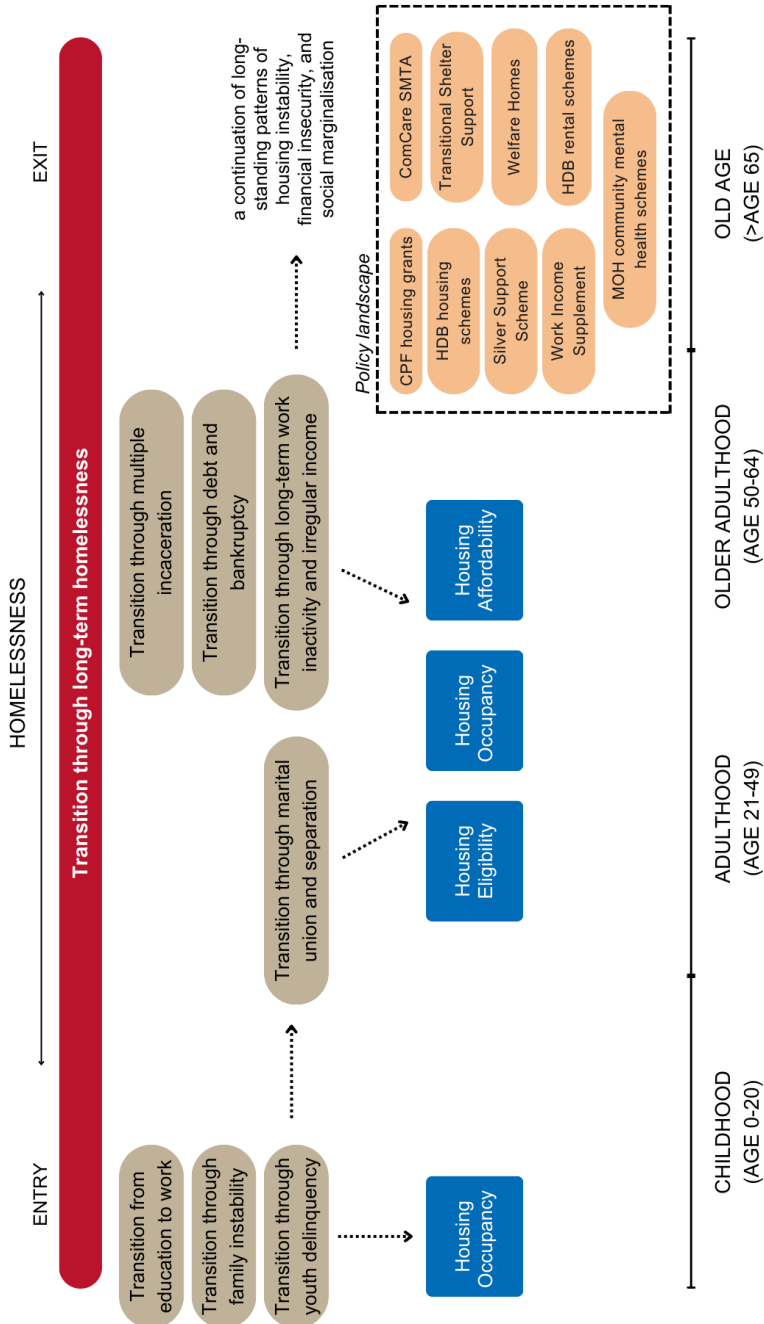 HOMELESSNESS
ENTRY
EXIT
Transition through long-term homelessness
Transition from
education to work
Transition through
family instability
Transition through
youth delinquency
Transition through marital
union and separation
Transition through multiple
incaceration
Transition through debt and
bankruptcy
Transition through long-term work
inactivity and irregular income
a continuation of long-
standing patterns of
housing instability,
financial insecurity, and
social marginalisation
Housing
Occupancy
Housing
Eligibility
Housing
Occupancy
Housing
Affordability
Policy landscape
CPF housing grants
HDB housing
schemes
Silver Support
Scheme
Work Income
Supplement
ComCare SMTA
Transitional Shelter
Support
Welfare Homes
HDB rental schemes
MOH community mental
health schemes
CHILDHOOD
(AGE 0-20)
ADULTHOOD
(AGE 21-49)
OLDER ADULTHOOD
(AGE 50-64)
OLD AGE
(>AGE 65)